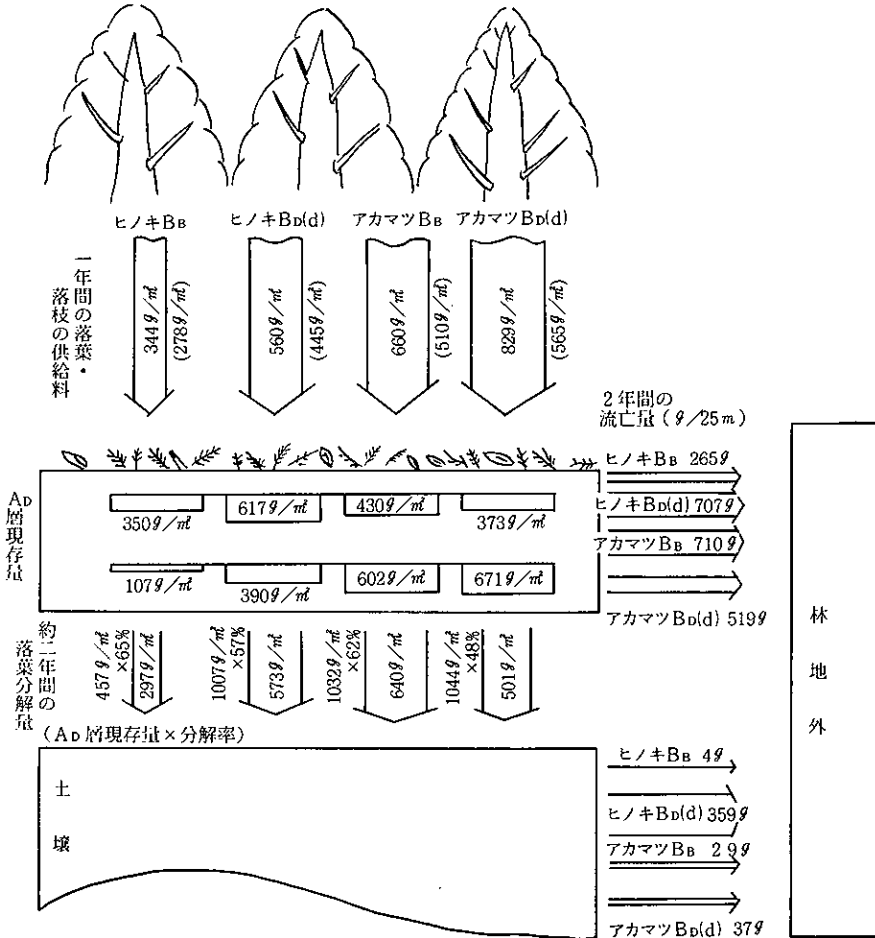 ヒノキBB
ヒノキBD(d)
アカマツBB
アカマツBD(d)
一年間の落葉・
落枝の供給料
344g/㎡
(278g/㎡)
560g/㎡
(445g/㎡)
660g/㎡
(510g/㎡)
829g/㎡
(565g/㎡)
2年間の
流亡量(g/25m)
ヒノキBB 265g
ヒノキBD(d) 707g
アカマツBB 710g
アカマツBD(d) 519g
AD層現存量
350g/㎡
617g/㎡
430g/㎡
373g/㎡
107g/㎡
390g/㎡
602g/㎡
671g/㎡
約二年間の
落葉分解量
457g/㎡
×65%
297g/㎡
1007g/㎡
×57%
573g/㎡
1032g/㎡
×62%
640g/㎡
1044g/㎡
×48%
501g/㎡
(AD層現存量×分解率)
土壌
ヒノキBB 4g
ヒノキBD(d) 359g
アカマツBB 29g
アカマツBD(d) 37g
林地外